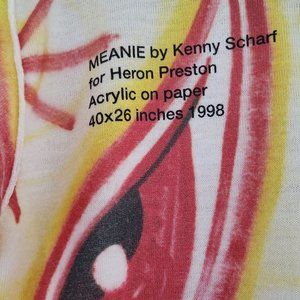 MEANIE by Kenny Scharf
for Heron Preston
Acrylic on paper
40x26 inches 1998